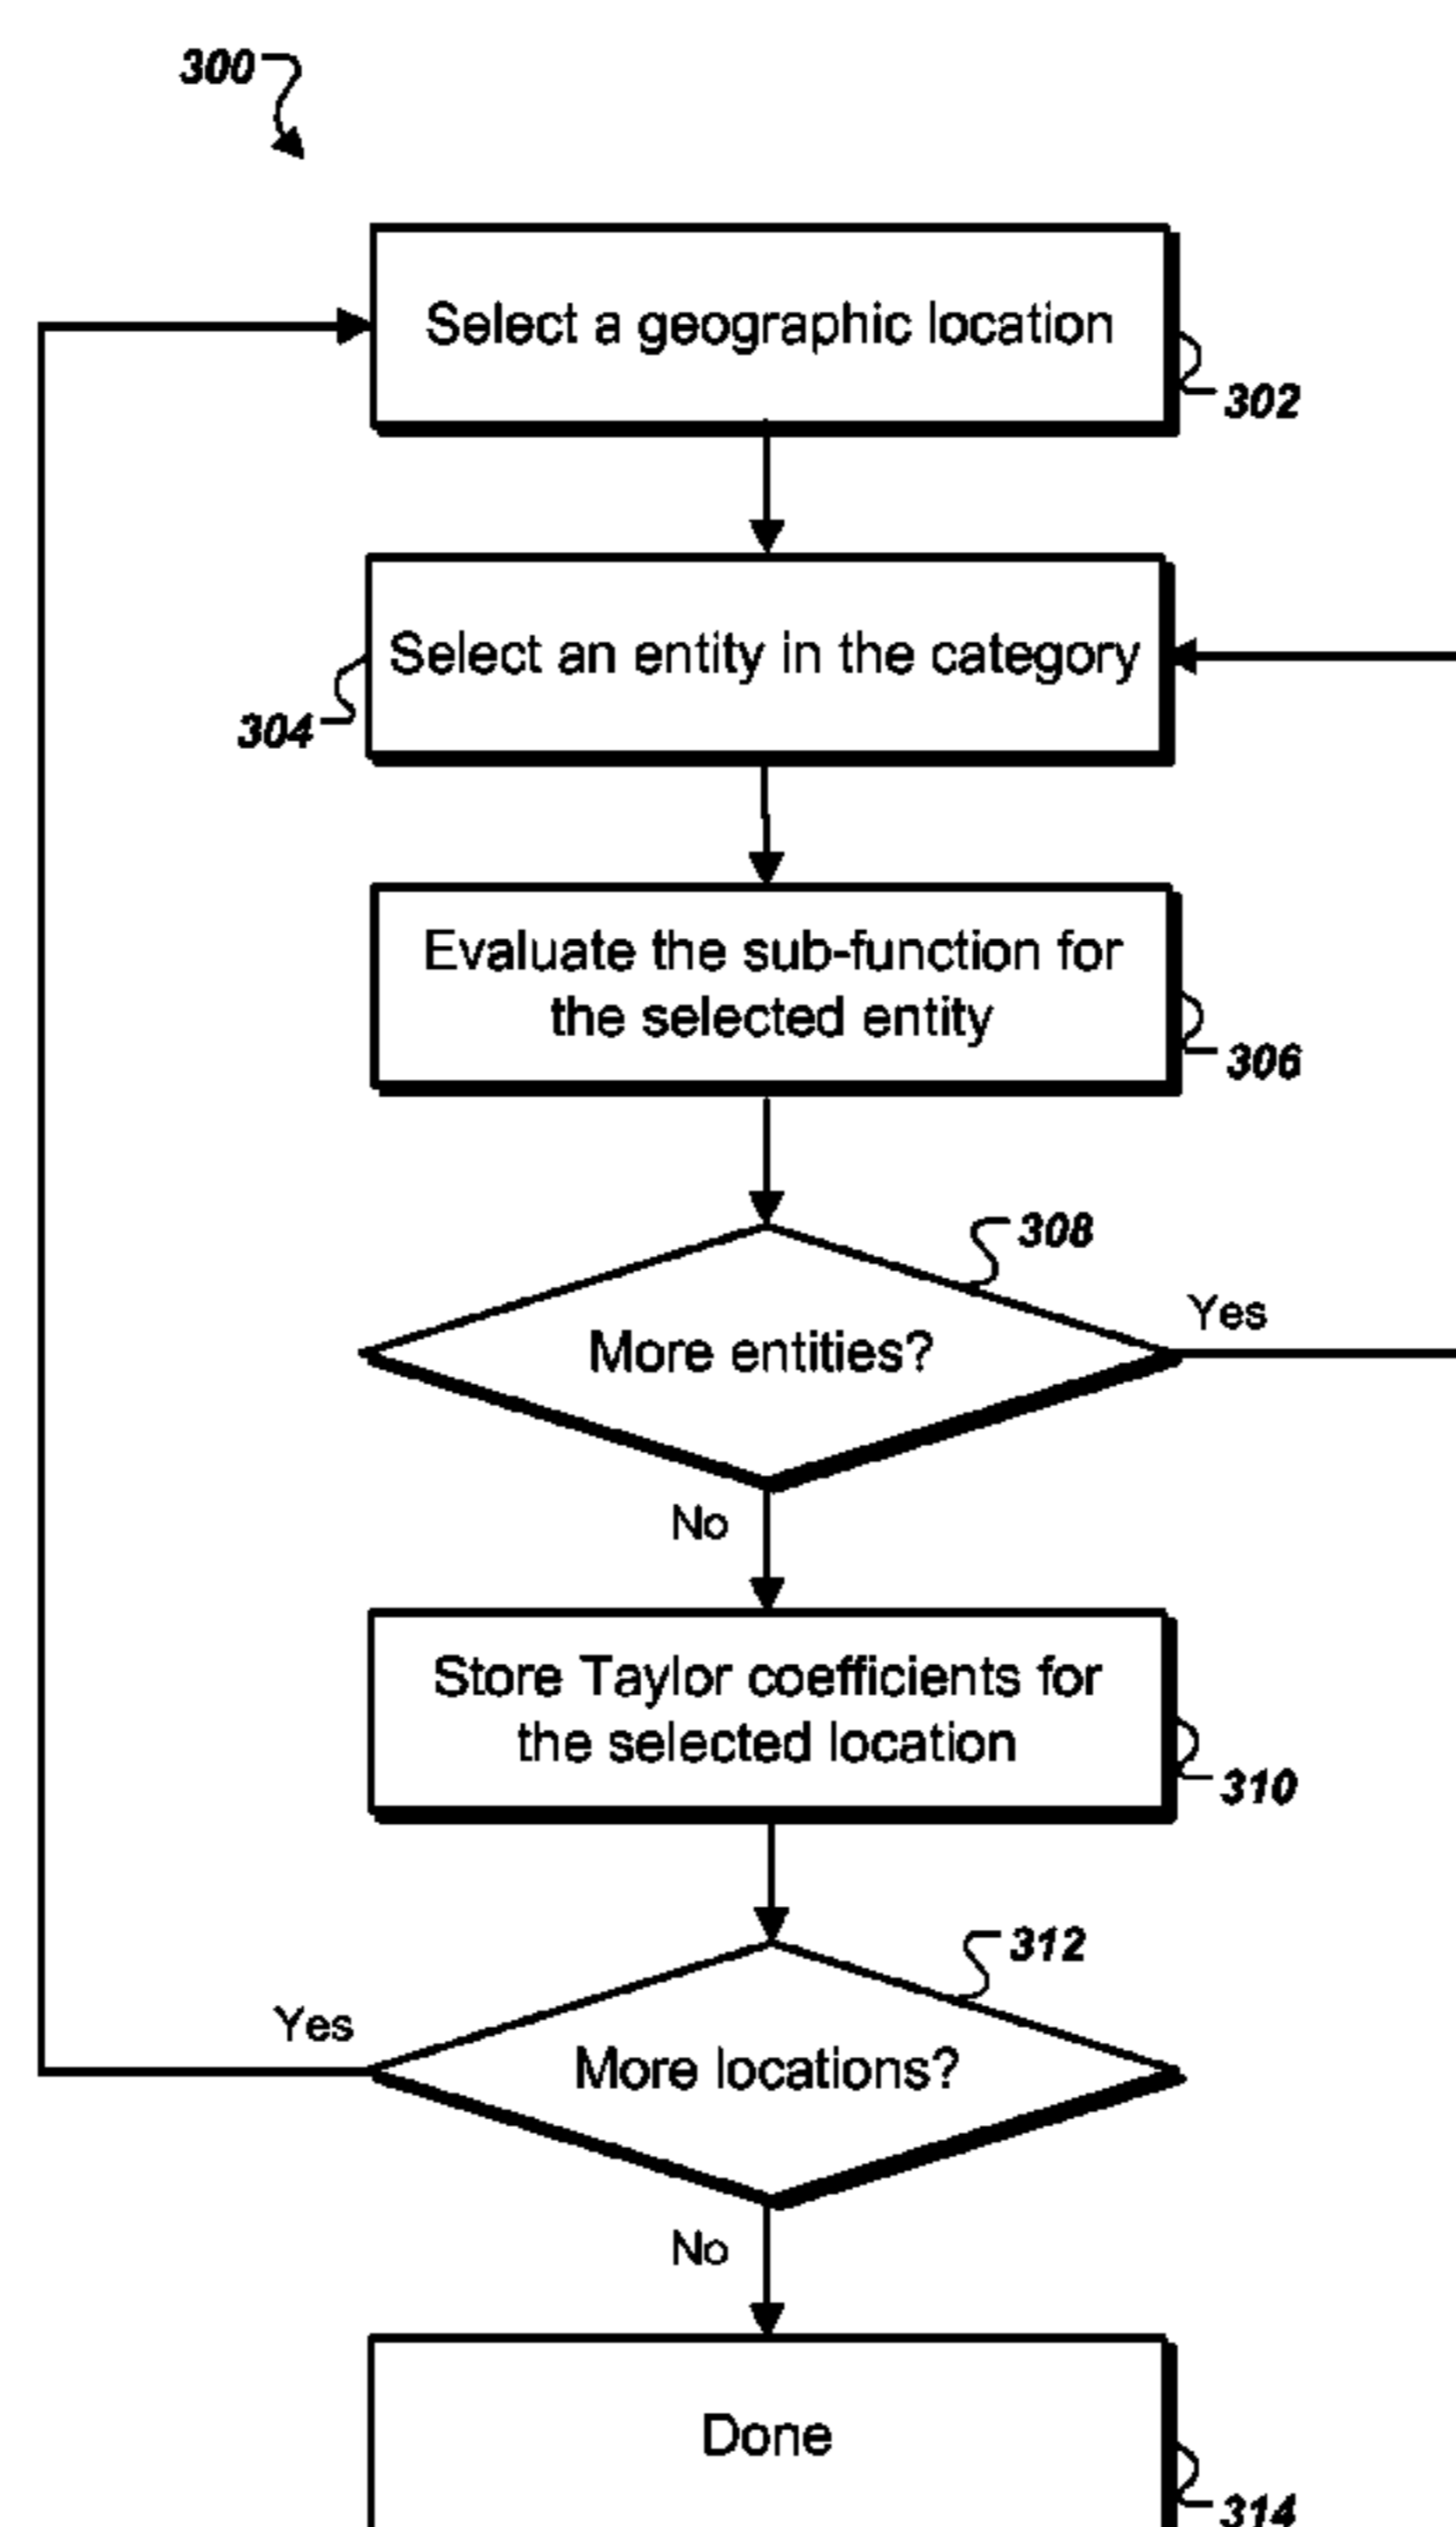 300
Select a geographic location
302
Select an entity in the category
304
Evaluate the sub-function for
the selected entity
306
308
More entities?
Yes
No
Store Taylor coefficients for
the selected location
310
312
Yes
More locations?
No
Done
314